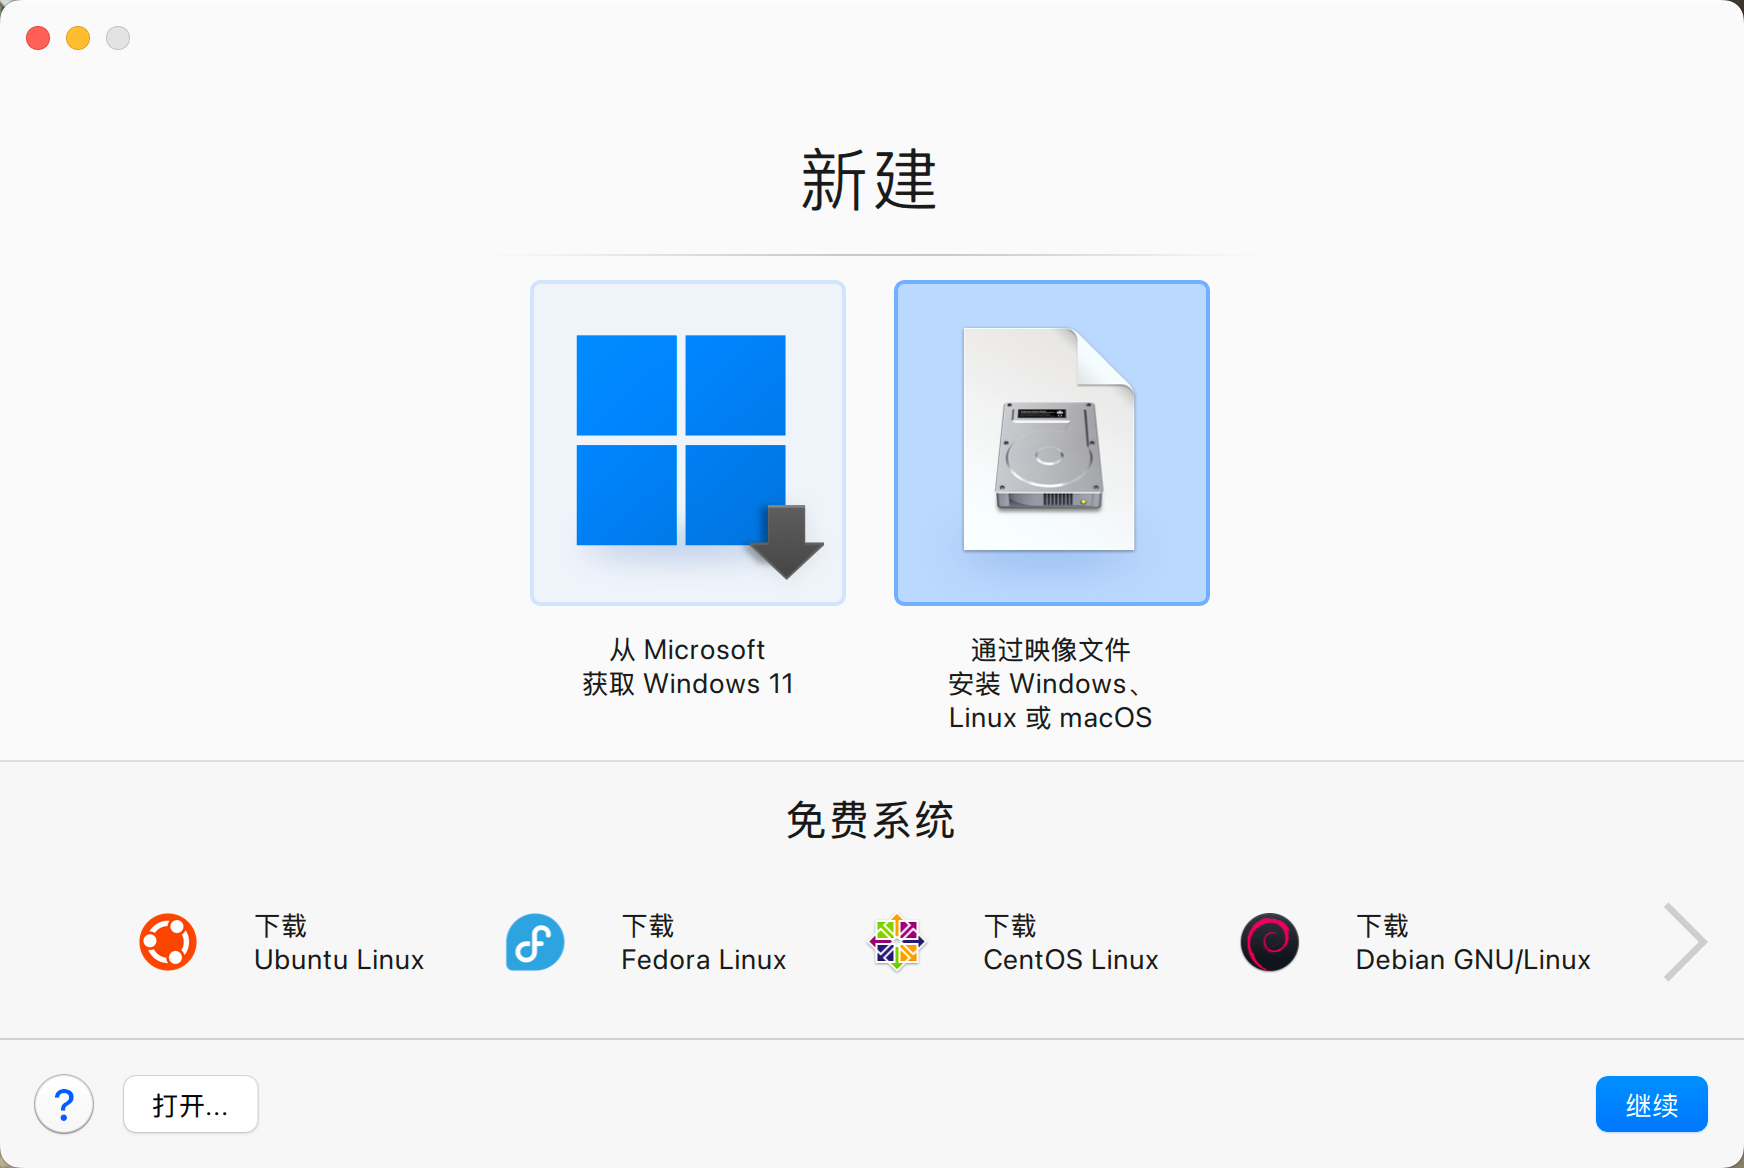 新建
从 Microsoft
获取 Windows 11
通过映像文件
安装 Windows、
Linux 或 macOS
免费系统
下载
Ubuntu Linux
下载
Fedora Linux
下载
CentOS Linux
下载
Debian GNU/Linux
?
打开...
继续